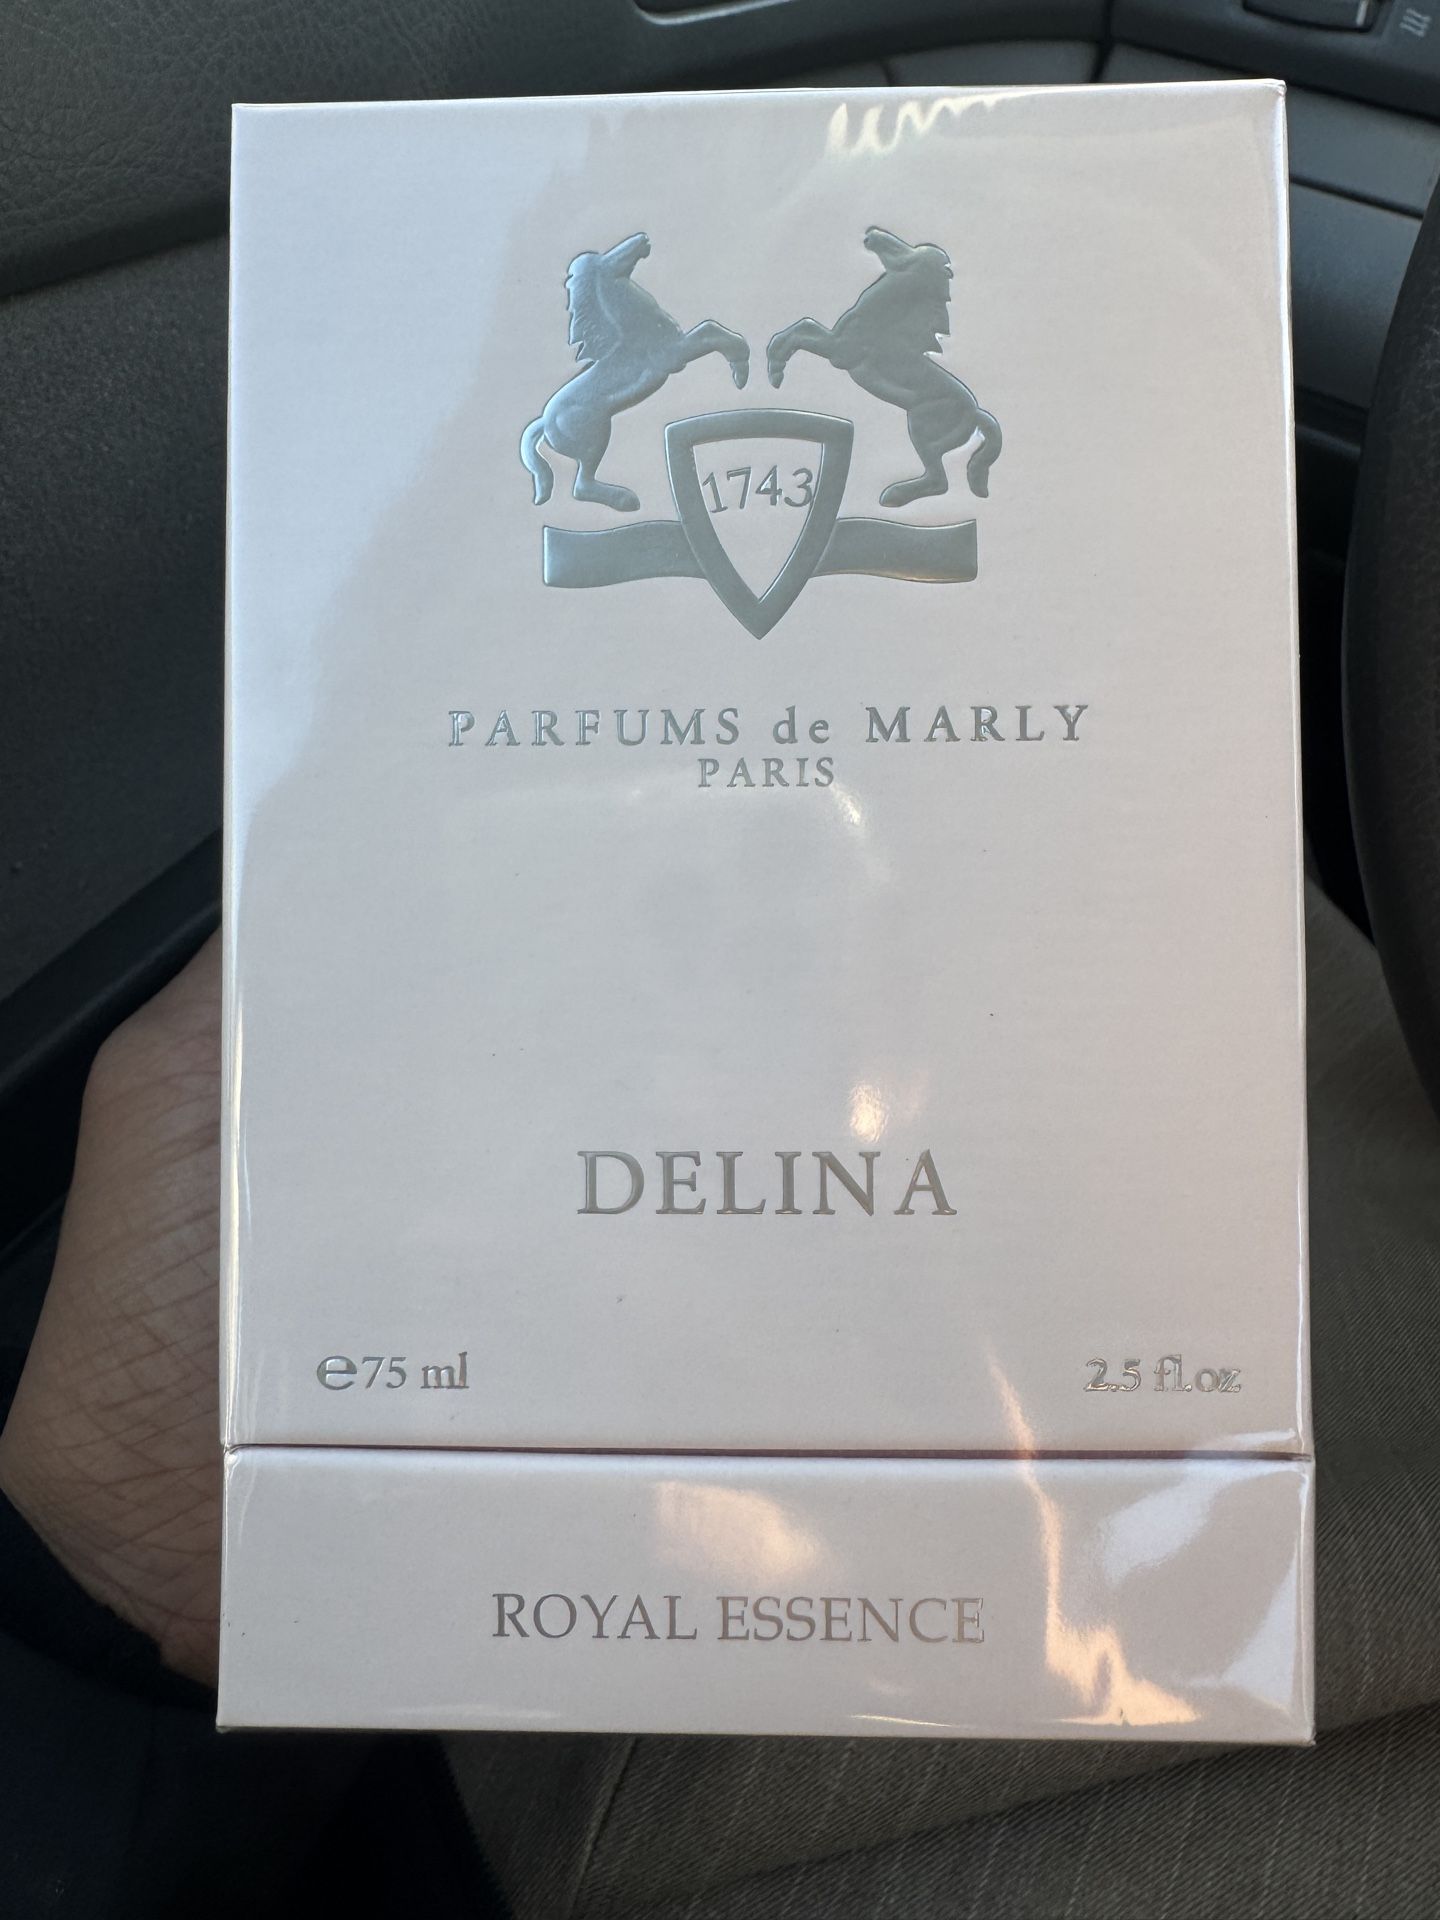 1743
PARFUMS de MARLY
PARIS
DELINA
℮75 ml
2.5 fl.oz
ROYAL ESSENCE